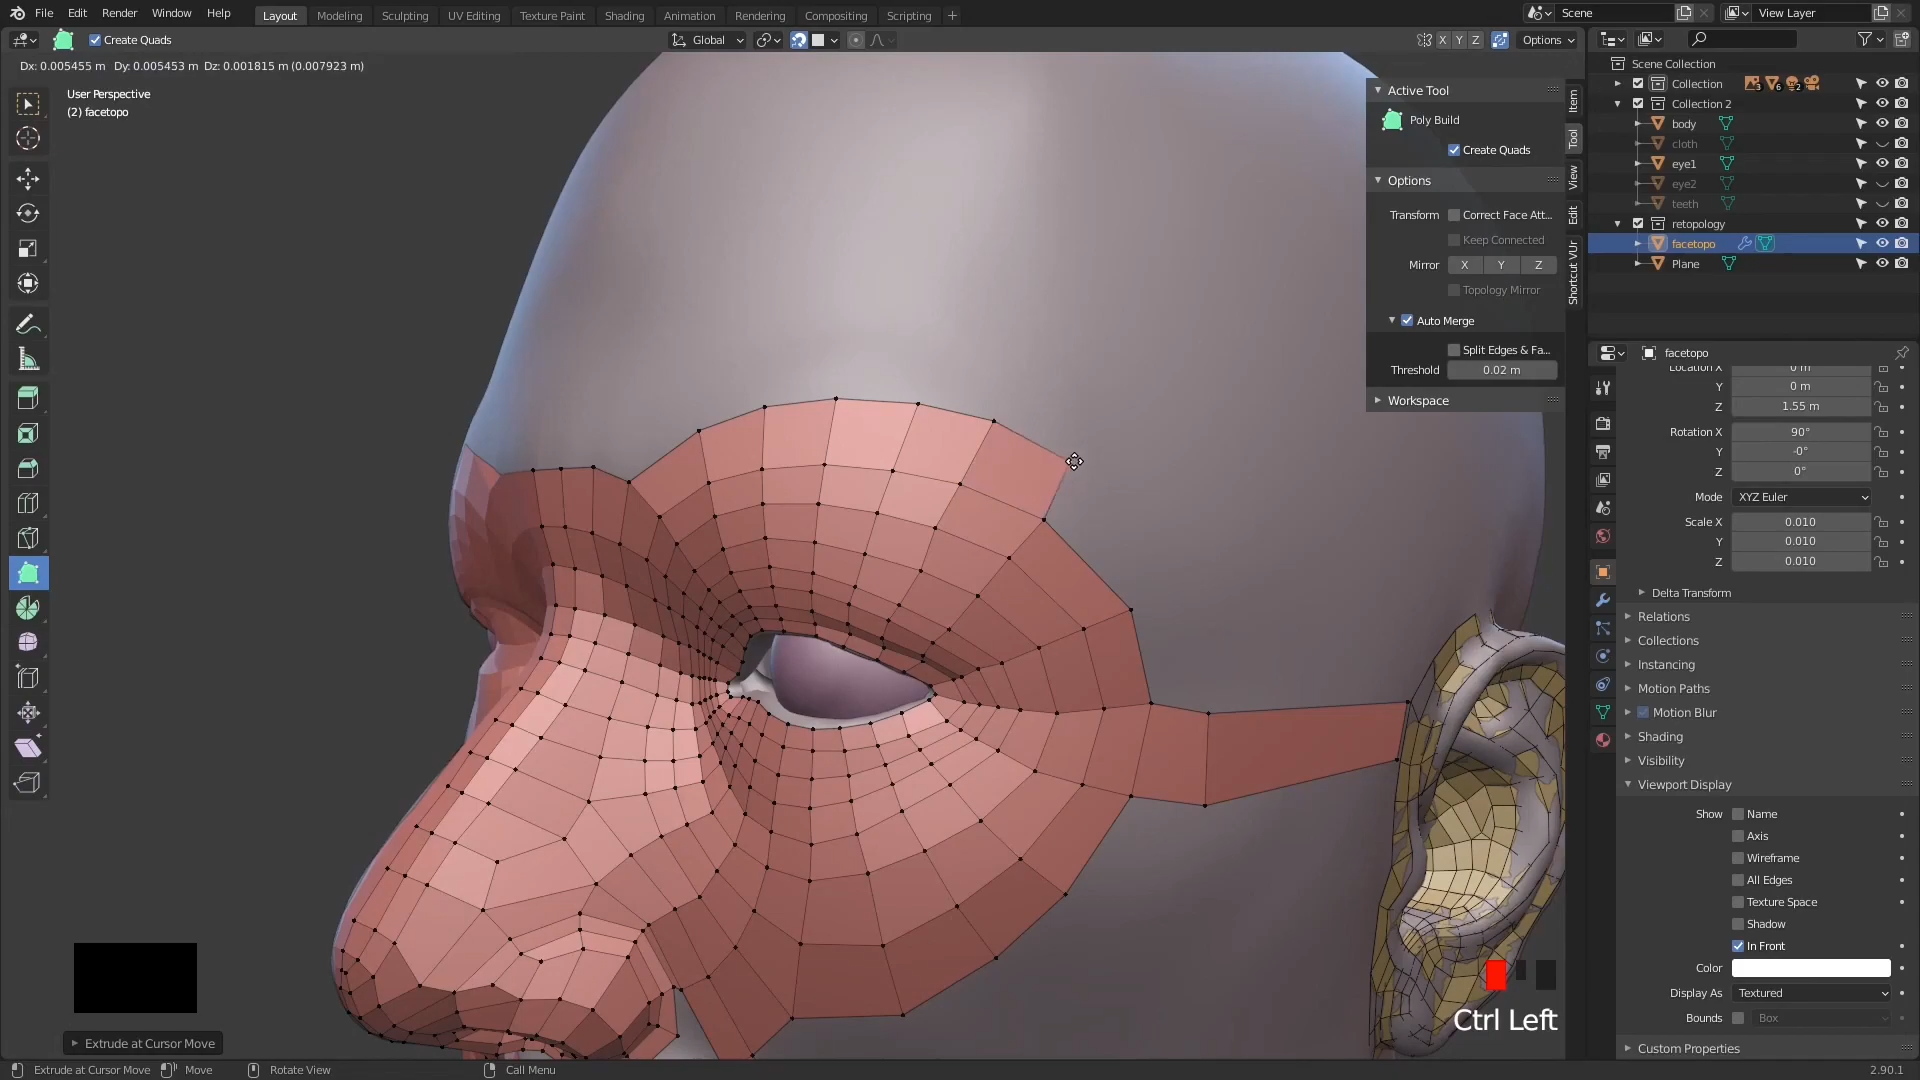 File Edit Render Window Help Layout Modeling Sculpting UV Editing Texture Paint Shading Animation Rendering Compositing Scripting + Scene View Layer
Create Quads Global X Y Z Options
Dx: 0.005455 m Dy: 0.005453 m Dz: 0.001815 m (0.007923 m)
User Perspective
(2) facetopo
Active Tool
Poly Build
Create Quads
Options
Transform Correct Face Att...
Keep Connected
Mirror X Y Z
Topology Mirror
Auto Merge
Split Edges & Fa...
Threshold 0.02 m
Workspace
Item
Tool
View
Edit
Shortcut VUr
Scene Collection
Collection 3 6 2
Collection 2
body
cloth
eye1
eye2
teeth
retopology
facetopo
Plane
facetopo
Location X 0 m
Y 0 m
Z 1.55 m
Rotation X 90°
Y -0°
Z 0°
Mode XYZ Euler
Scale X 0.010
Y 0.010
Z 0.010
Delta Transform
Relations
Collections
Instancing
Motion Paths
Motion Blur
Shading
Visibility
Viewport Display
Show Name
Axis
Wireframe
All Edges
Texture Space
Shadow
In Front
Color
Display As Textured
Bounds Box
Custom Properties
Ctrl Left
Extrude at Cursor Move
Extrude at Cursor Move Move Rotate View Call Menu 2.90.1